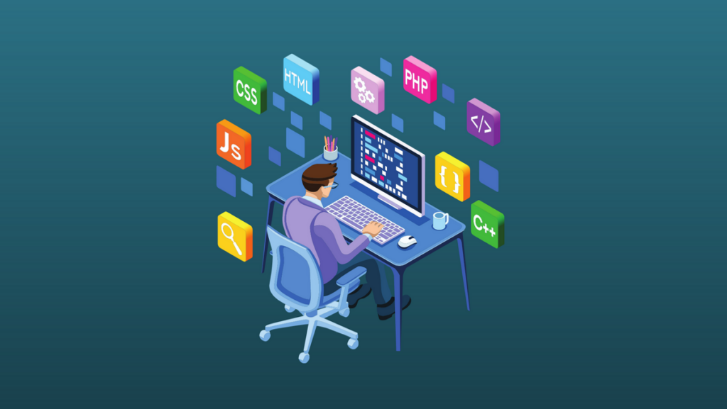 CSS
HTML
PHP
</>
JS
{ }
C++